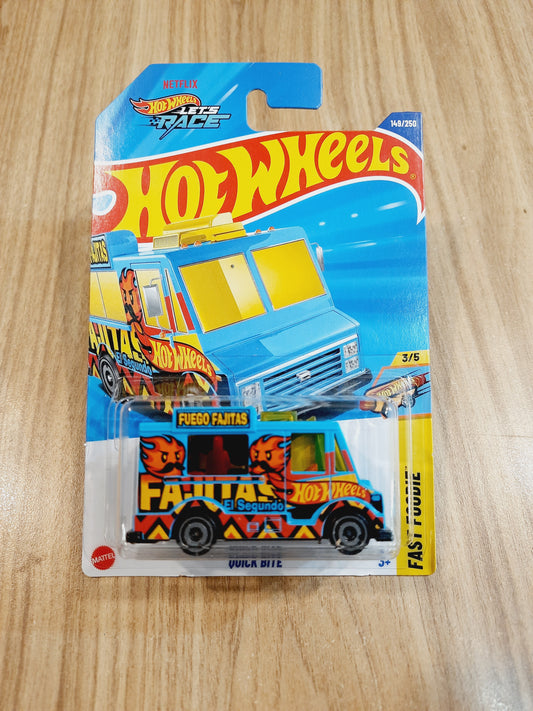 NETFLIX
HOT WHEELS
LET'S
RACE
149/250
HOT WHEELS®
FAJITAS
FAJITAS
El Segundo
HOT WHEELS
3/5
FUEGO FAJITAS
FAJITAS
El Segundo
HOT WHEELS
FAST FOODIE
MATTEL
QUICK BITE
3+